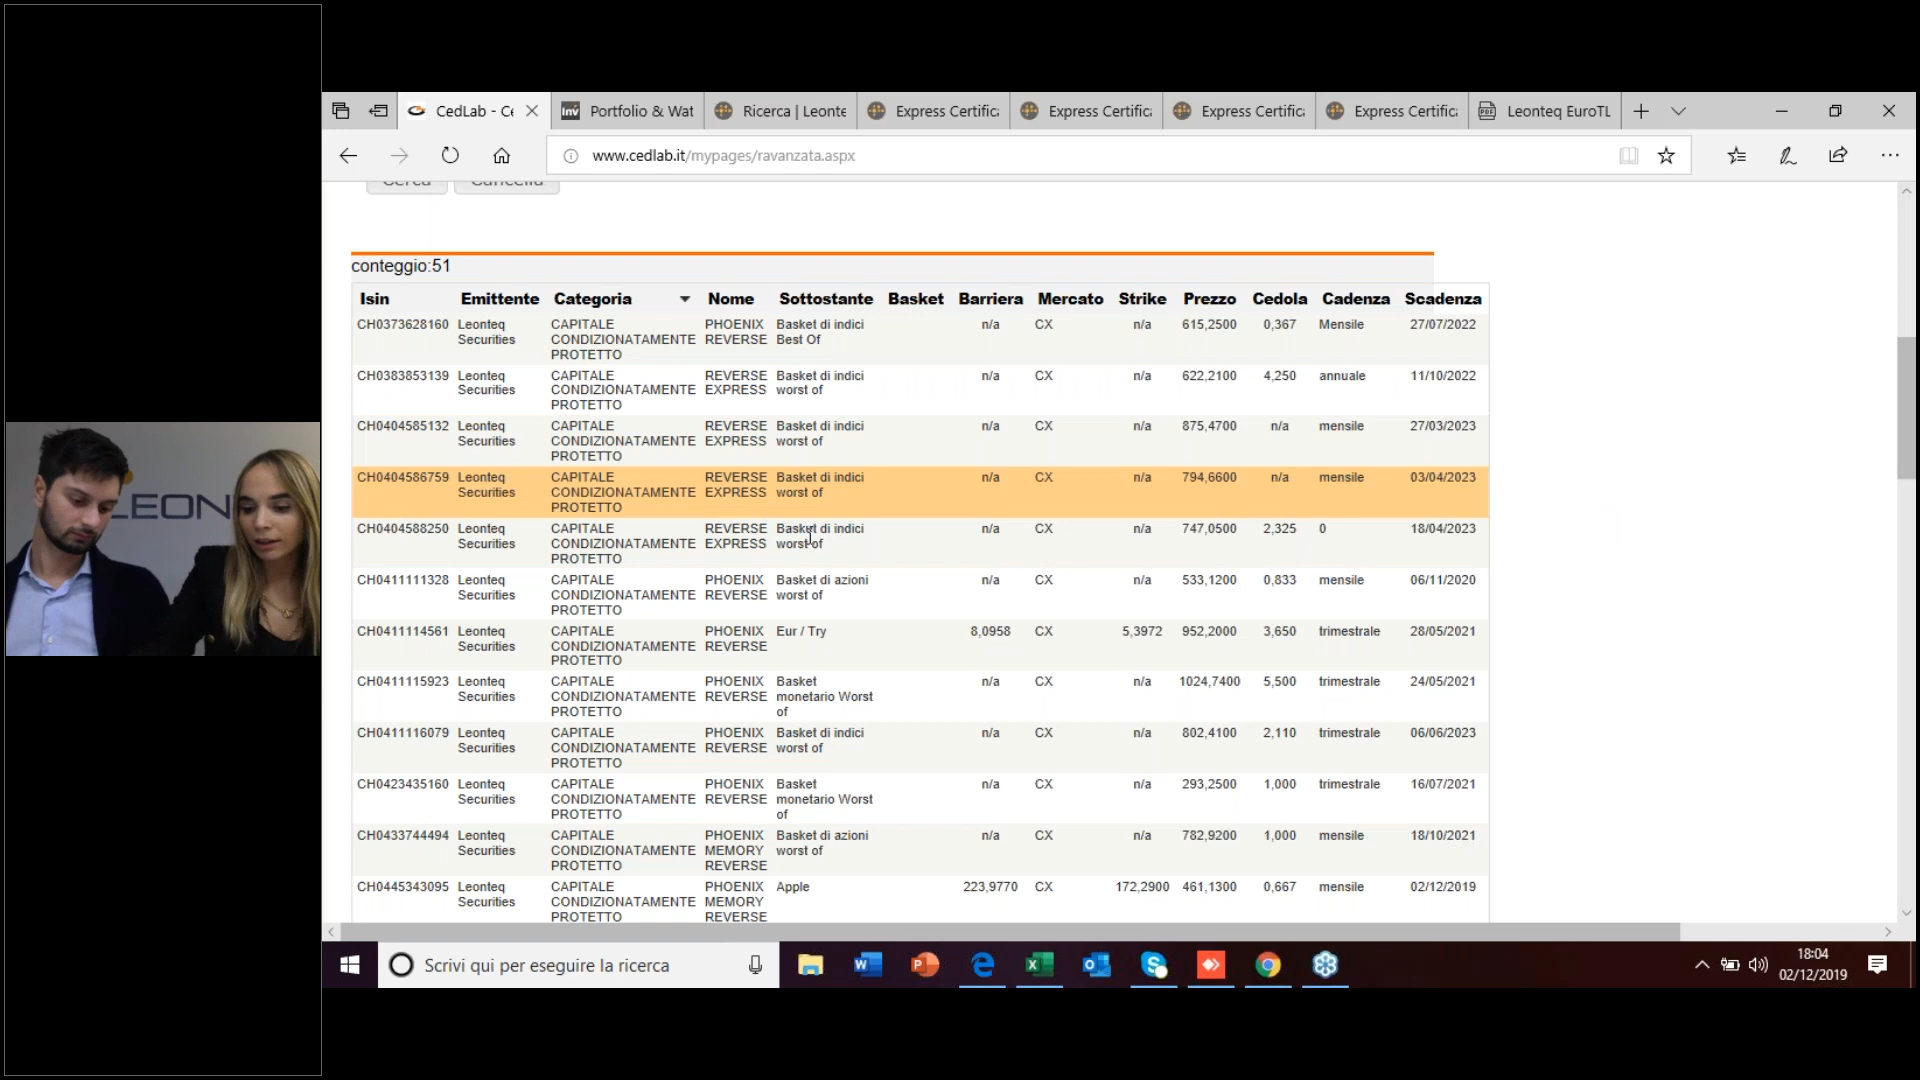 CedLab - Ce
Portfolio & Wat
Ricerca | Leonte
Express Certific
Express Certific
Express Certific
Express Certific
Leonteq EuroTL
www.cedlab.it/mypages/ravanzata.aspx
Cerca Cancella
conteggio:51
Isin Emittente Categoria Nome Sottostante Basket Barriera Mercato Strike Prezzo Cedola Cadenza Scadenza
CH0373628160 Leonteq CAPITALE PHOENIX Basket di indici n/a CX n/a 615,2500 0,367 Mensile 27/07/2022
Securities CONDIZIONATAMENTE REVERSE Best Of
PROTETTO
CH0383853139 Leonteq CAPITALE REVERSE Basket di indici n/a CX n/a 622,2100 4,250 annuale 11/10/2022
Securities CONDIZIONATAMENTE EXPRESS worst of
PROTETTO
CH0404585132 Leonteq CAPITALE REVERSE Basket di indici n/a CX n/a 875,4700 n/a mensile 27/03/2023
Securities CONDIZIONATAMENTE EXPRESS worst of
PROTETTO
CH0404586759 Leonteq CAPITALE REVERSE Basket di indici n/a CX n/a 794,6600 n/a mensile 03/04/2023
Securities CONDIZIONATAMENTE EXPRESS worst of
PROTETTO
CH0404588250 Leonteq CAPITALE REVERSE Basket di indici n/a CX n/a 747,0500 2,325 0 18/04/2023
Securities CONDIZIONATAMENTE EXPRESS worst of
PROTETTO
CH0411111328 Leonteq CAPITALE PHOENIX Basket di azioni n/a CX n/a 533,1200 0,833 mensile 06/11/2020
Securities CONDIZIONATAMENTE REVERSE worst of
PROTETTO
CH0411114561 Leonteq CAPITALE PHOENIX Eur / Try 8,0958 CX 5,3972 952,2000 3,650 trimestrale 28/05/2021
Securities CONDIZIONATAMENTE REVERSE
PROTETTO
CH0411115923 Leonteq CAPITALE PHOENIX Basket n/a CX n/a 1024,7400 5,500 trimestrale 24/05/2021
Securities CONDIZIONATAMENTE REVERSE monetario Worst
PROTETTO of
CH0411116079 Leonteq CAPITALE PHOENIX Basket di indici n/a CX n/a 802,4100 2,110 trimestrale 06/06/2023
Securities CONDIZIONATAMENTE REVERSE worst of
PROTETTO
CH0423435160 Leonteq CAPITALE PHOENIX Basket n/a CX n/a 293,2500 1,000 trimestrale 16/07/2021
Securities CONDIZIONATAMENTE REVERSE monetario Worst
PROTETTO of
CH0433744494 Leonteq CAPITALE PHOENIX Basket di azioni n/a CX n/a 782,9200 1,000 mensile 18/10/2021
Securities CONDIZIONATAMENTE MEMORY worst of
PROTETTO REVERSE
CH0445343095 Leonteq CAPITALE PHOENIX Apple 223,9770 CX 172,2900 461,1300 0,667 mensile 02/12/2019
Securities CONDIZIONATAMENTE MEMORY
PROTETTO REVERSE
LEON
Scrivi qui per eseguire la ricerca
18:04
02/12/2019